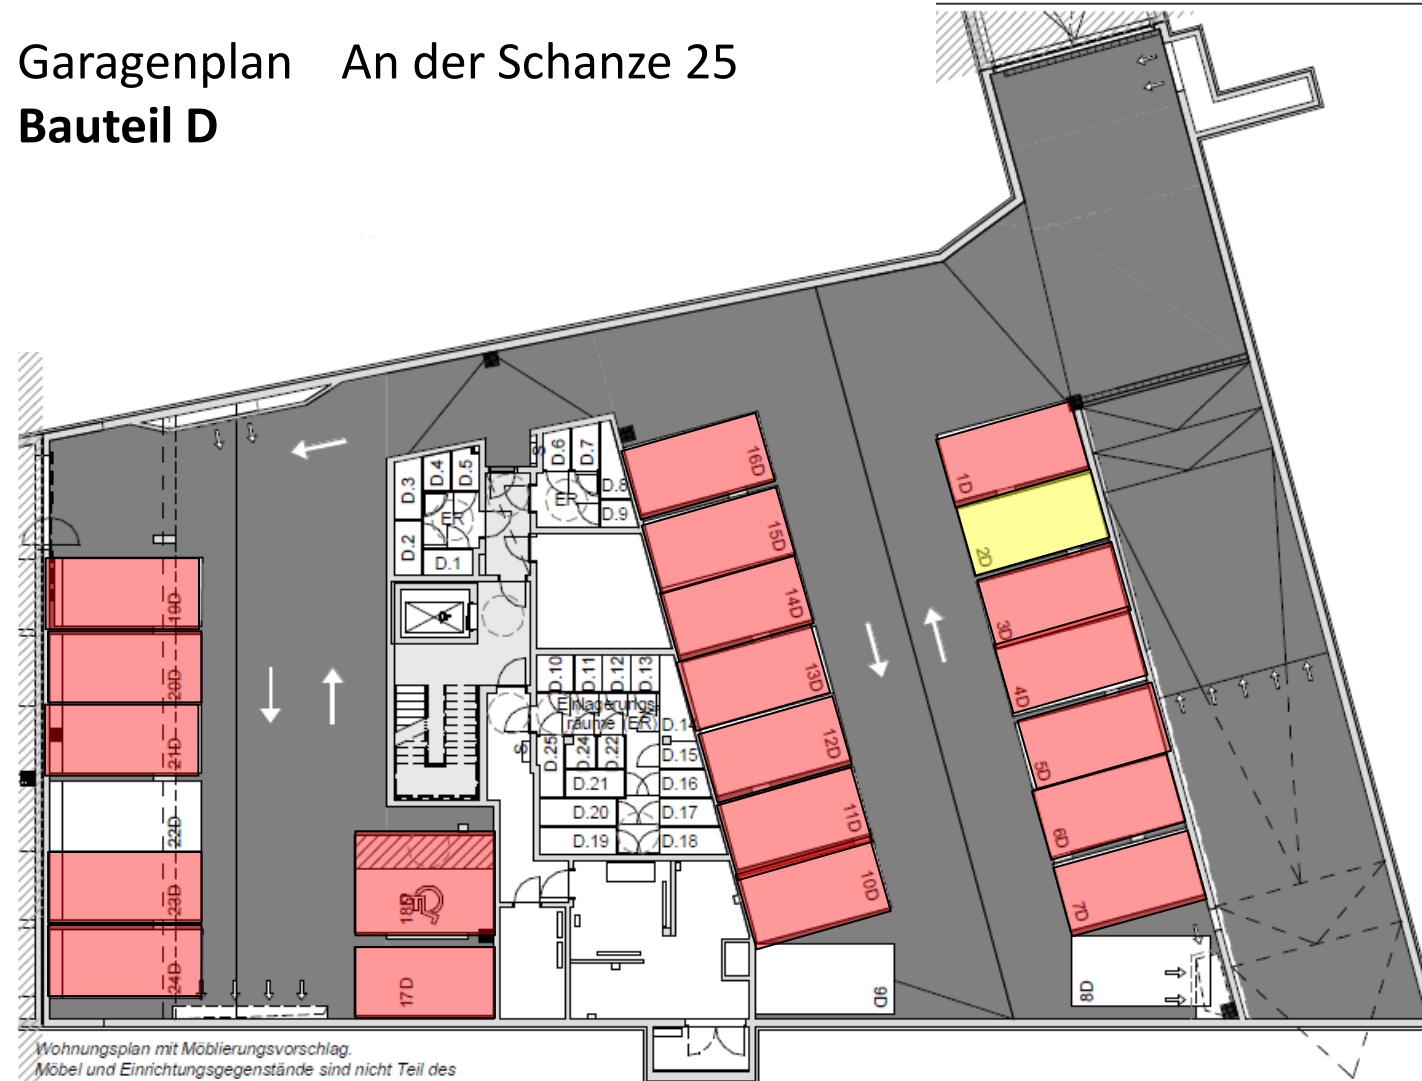 Garagenplan An der Schanze 25
Bauteil D
D.6
D.7
S
D.5
D.4
D.3
D.8
ER
D.9
ER
D.2
D.1
16D
1D
15D
2D
14D
3D
13D
4D
12D
5D
11D
6D
10D
7D
19D
20D
21D
22D
23D
24D
D.10
D.11
D.12
D.13
Einlagerungs
räume (ER)
D.14
S
D.25
D.24
D.22
D.15
D.21
D.16
D.20
D.17
D.19
D.18
18D
17D
9D
8D
Wohnungsplan mit Möblierungsvorschlag.
Möbel und Einrichtungsgegenstände sind nicht Teil des